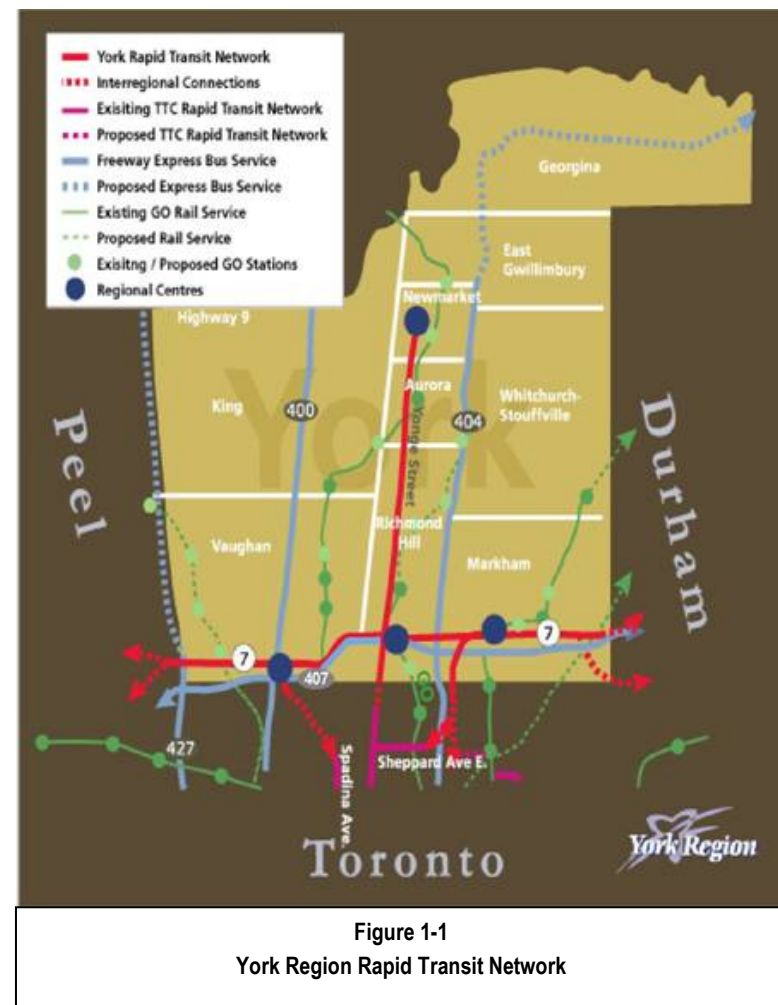 York Rapid Transit Network
Interregional Connections
Exisiting TTC Rapid Transit Network
Proposed TTC Rapid Transit Network
Freeway Express Bus Service
Proposed Express Bus Service
Existing GO Rail Service
Proposed Rail Service
Exisitng / Proposed GO Stations
Regional Centres
Georgina
East
Gwillimbury
Newmarket
Highway 9
Aurora
King
400
York
Yonge Street
404
Whitchurch-
Stouffville
Peel
Durham
Vaughan
Richmond
Hill
Markham
7
7
407
GO
427
Spadina Ave.
Sheppard Ave E.
Toronto
York Region
Figure 1-1
York Region Rapid Transit Network